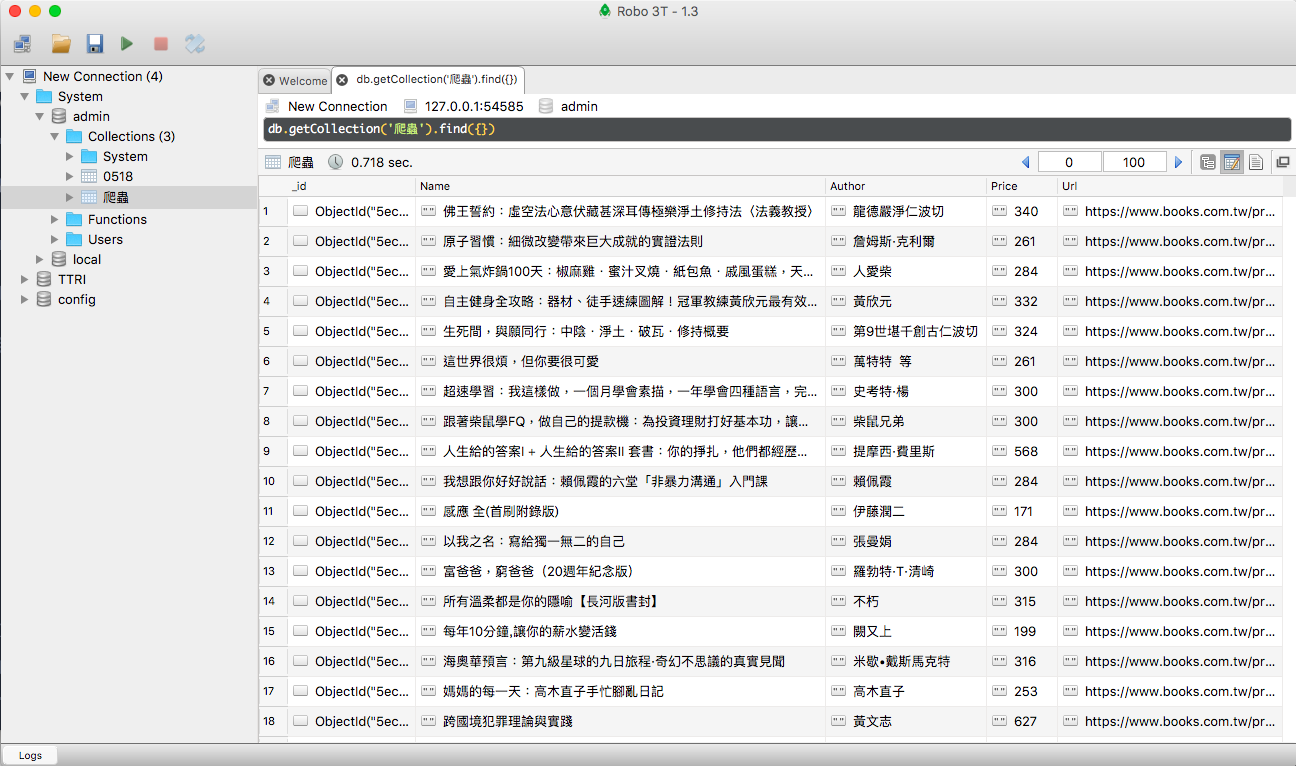 Robo 3T - 1.3
New Connection (4)
System
admin
Collections (3)
System
0518
爬蟲
Functions
Users
local
TTRI
config
Welcome db.getCollection('爬蟲').find({})
New Connection 127.0.0.1:54585 admin
db.getCollection('爬蟲').find({})
爬蟲 0.718 sec. 0 100
_id Name Author Price Url
1 ObjectId("5ec... 佛王誓約：虛空法心意伏藏甚深耳傳極樂淨土修持法〈法義教授〉 龍德嚴淨仁波切 340 https://www.books.com.tw/pr...
2 ObjectId("5ec... 原子習慣：細微改變帶來巨大成就的實證法則 詹姆斯‧克利爾 261 https://www.books.com.tw/pr...
3 ObjectId("5ec... 愛上氣炸鍋100天：椒麻雞．蜜汁叉燒．紙包魚．戚風蛋糕，天... 人愛柴 284 https://www.books.com.tw/pr...
4 ObjectId("5ec... 自主健身全攻略：器材、徒手速練圖解！冠軍教練黃欣元最有效... 黃欣元 332 https://www.books.com.tw/pr...
5 ObjectId("5ec... 生死間，與願同行：中陰．淨土．破瓦．修持概要 第9世堪千創古仁波切 324 https://www.books.com.tw/pr...
6 ObjectId("5ec... 這世界很煩，但你要很可愛 萬特特 等 261 https://www.books.com.tw/pr...
7 ObjectId("5ec... 超速學習：我這樣做，一個月學會素描，一年學會四種語言，完... 史考特‧楊 300 https://www.books.com.tw/pr...
8 ObjectId("5ec... 跟著柴鼠學FQ，做自己的提款機：為投資理財打好基本功，讓... 柴鼠兄弟 300 https://www.books.com.tw/pr...
9 ObjectId("5ec... 人生給的答案I + 人生給的答案II 套書：你的掙扎，他們都經歷... 提摩西‧費里斯 568 https://www.books.com.tw/pr...
10 ObjectId("5ec... 我想跟你好好說話：賴佩霞的六堂「非暴力溝通」入門課 賴佩霞 284 https://www.books.com.tw/pr...
11 ObjectId("5ec... 感應 全(首刷附錄版) 伊藤潤二 171 https://www.books.com.tw/pr...
12 ObjectId("5ec... 以我之名：寫給獨一無二的自己 張曼娟 284 https://www.books.com.tw/pr...
13 ObjectId("5ec... 富爸爸，窮爸爸（20週年紀念版） 羅勃特‧T‧清崎 300 https://www.books.com.tw/pr...
14 ObjectId("5ec... 所有溫柔都是你的隱喻【長河版書封】 不朽 315 https://www.books.com.tw/pr...
15 ObjectId("5ec... 每年10分鐘,讓你的薪水變活錢 闕又上 199 https://www.books.com.tw/pr...
16 ObjectId("5ec... 海奧華預言：第九級星球的九日旅程‧奇幻不思議的真實見聞 米歇•戴斯馬克特 316 https://www.books.com.tw/pr...
17 ObjectId("5ec... 媽媽的每一天：高木直子手忙腳亂日記 高木直子 253 https://www.books.com.tw/pr...
18 ObjectId("5ec... 跨國境犯罪理論與實踐 黃文志 627 https://www.books.com.tw/pr...
Logs